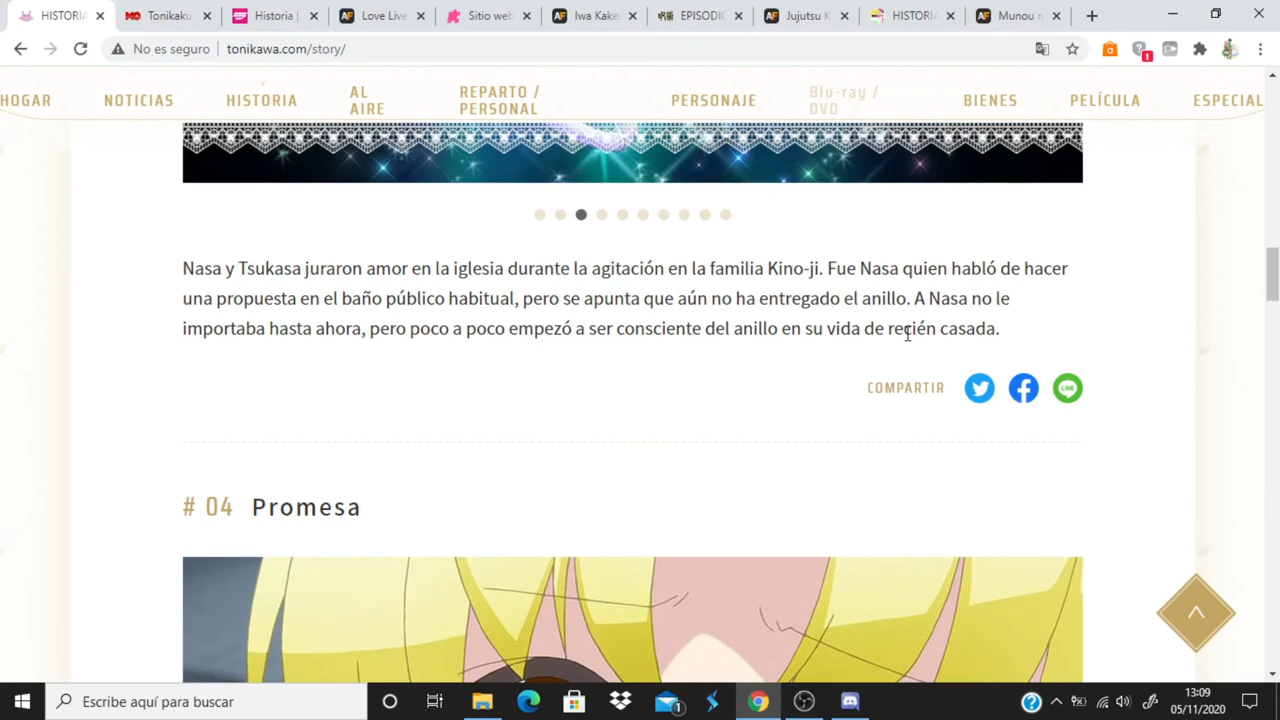 HISTORIA
Tonikaku
Historia |
Love Live
Sitio web
Iwa Kakes
EPISODIO
Jujutsu K
HISTORIA
Munou n
No es seguro
tonikawa.com/story/
1
HOGAR
NOTICIAS
HISTORIA
AL
AIRE
REPARTO /
PERSONAL
PERSONAJE
Blu-ray /
DVD
BIENES
PELÍCULA
ESPECIAL
Nasa y Tsukasa juraron amor en la iglesia durante la agitación en la familia Kino-ji. Fue Nasa quien habló de hacer
una propuesta en el baño público habitual, pero se apunta que aún no ha entregado el anillo. A Nasa no le
importaba hasta ahora, pero poco a poco empezó a ser consciente del anillo en su vida de recién casada.
COMPARTIR
LINE
# 04 Promesa
Escribe aquí para buscar
1
13:09
05/11/2020